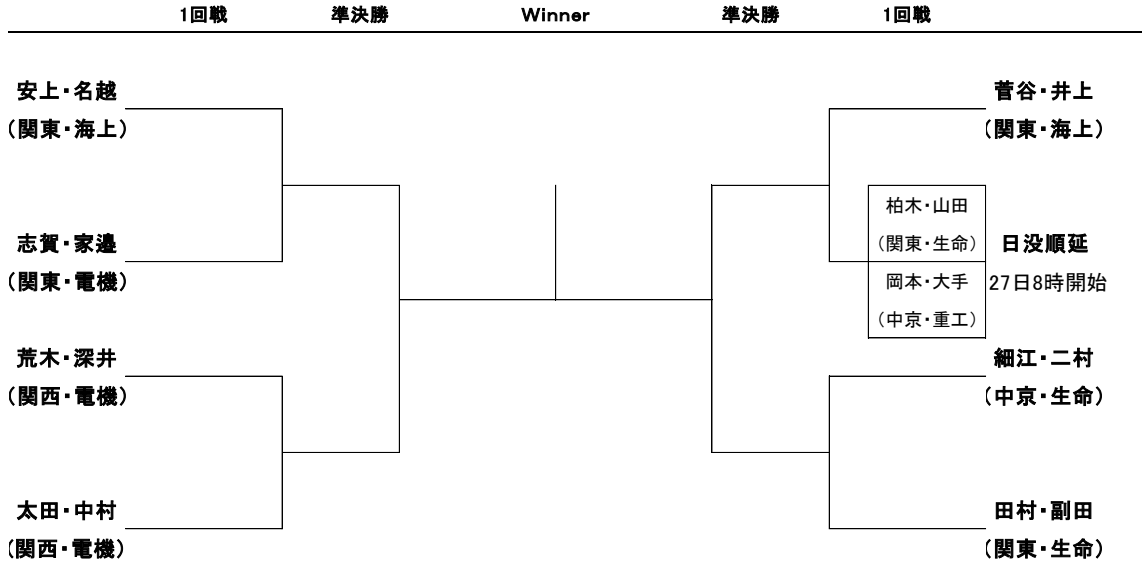 1回戦 準決勝 Winner 準決勝 1回戦
安上・名越
(関東・海上)
志賀・家邉
(関東・電機)
荒木・深井
(関西・電機)
太田・中村
(関西・電機)
菅谷・井上
(関東・海上)
柏木・山田
(関東・生命)
岡本・大手
(中京・重工)
日没順延
27日8時開始
細江・二村
(中京・生命)
田村・副田
(関東・生命)